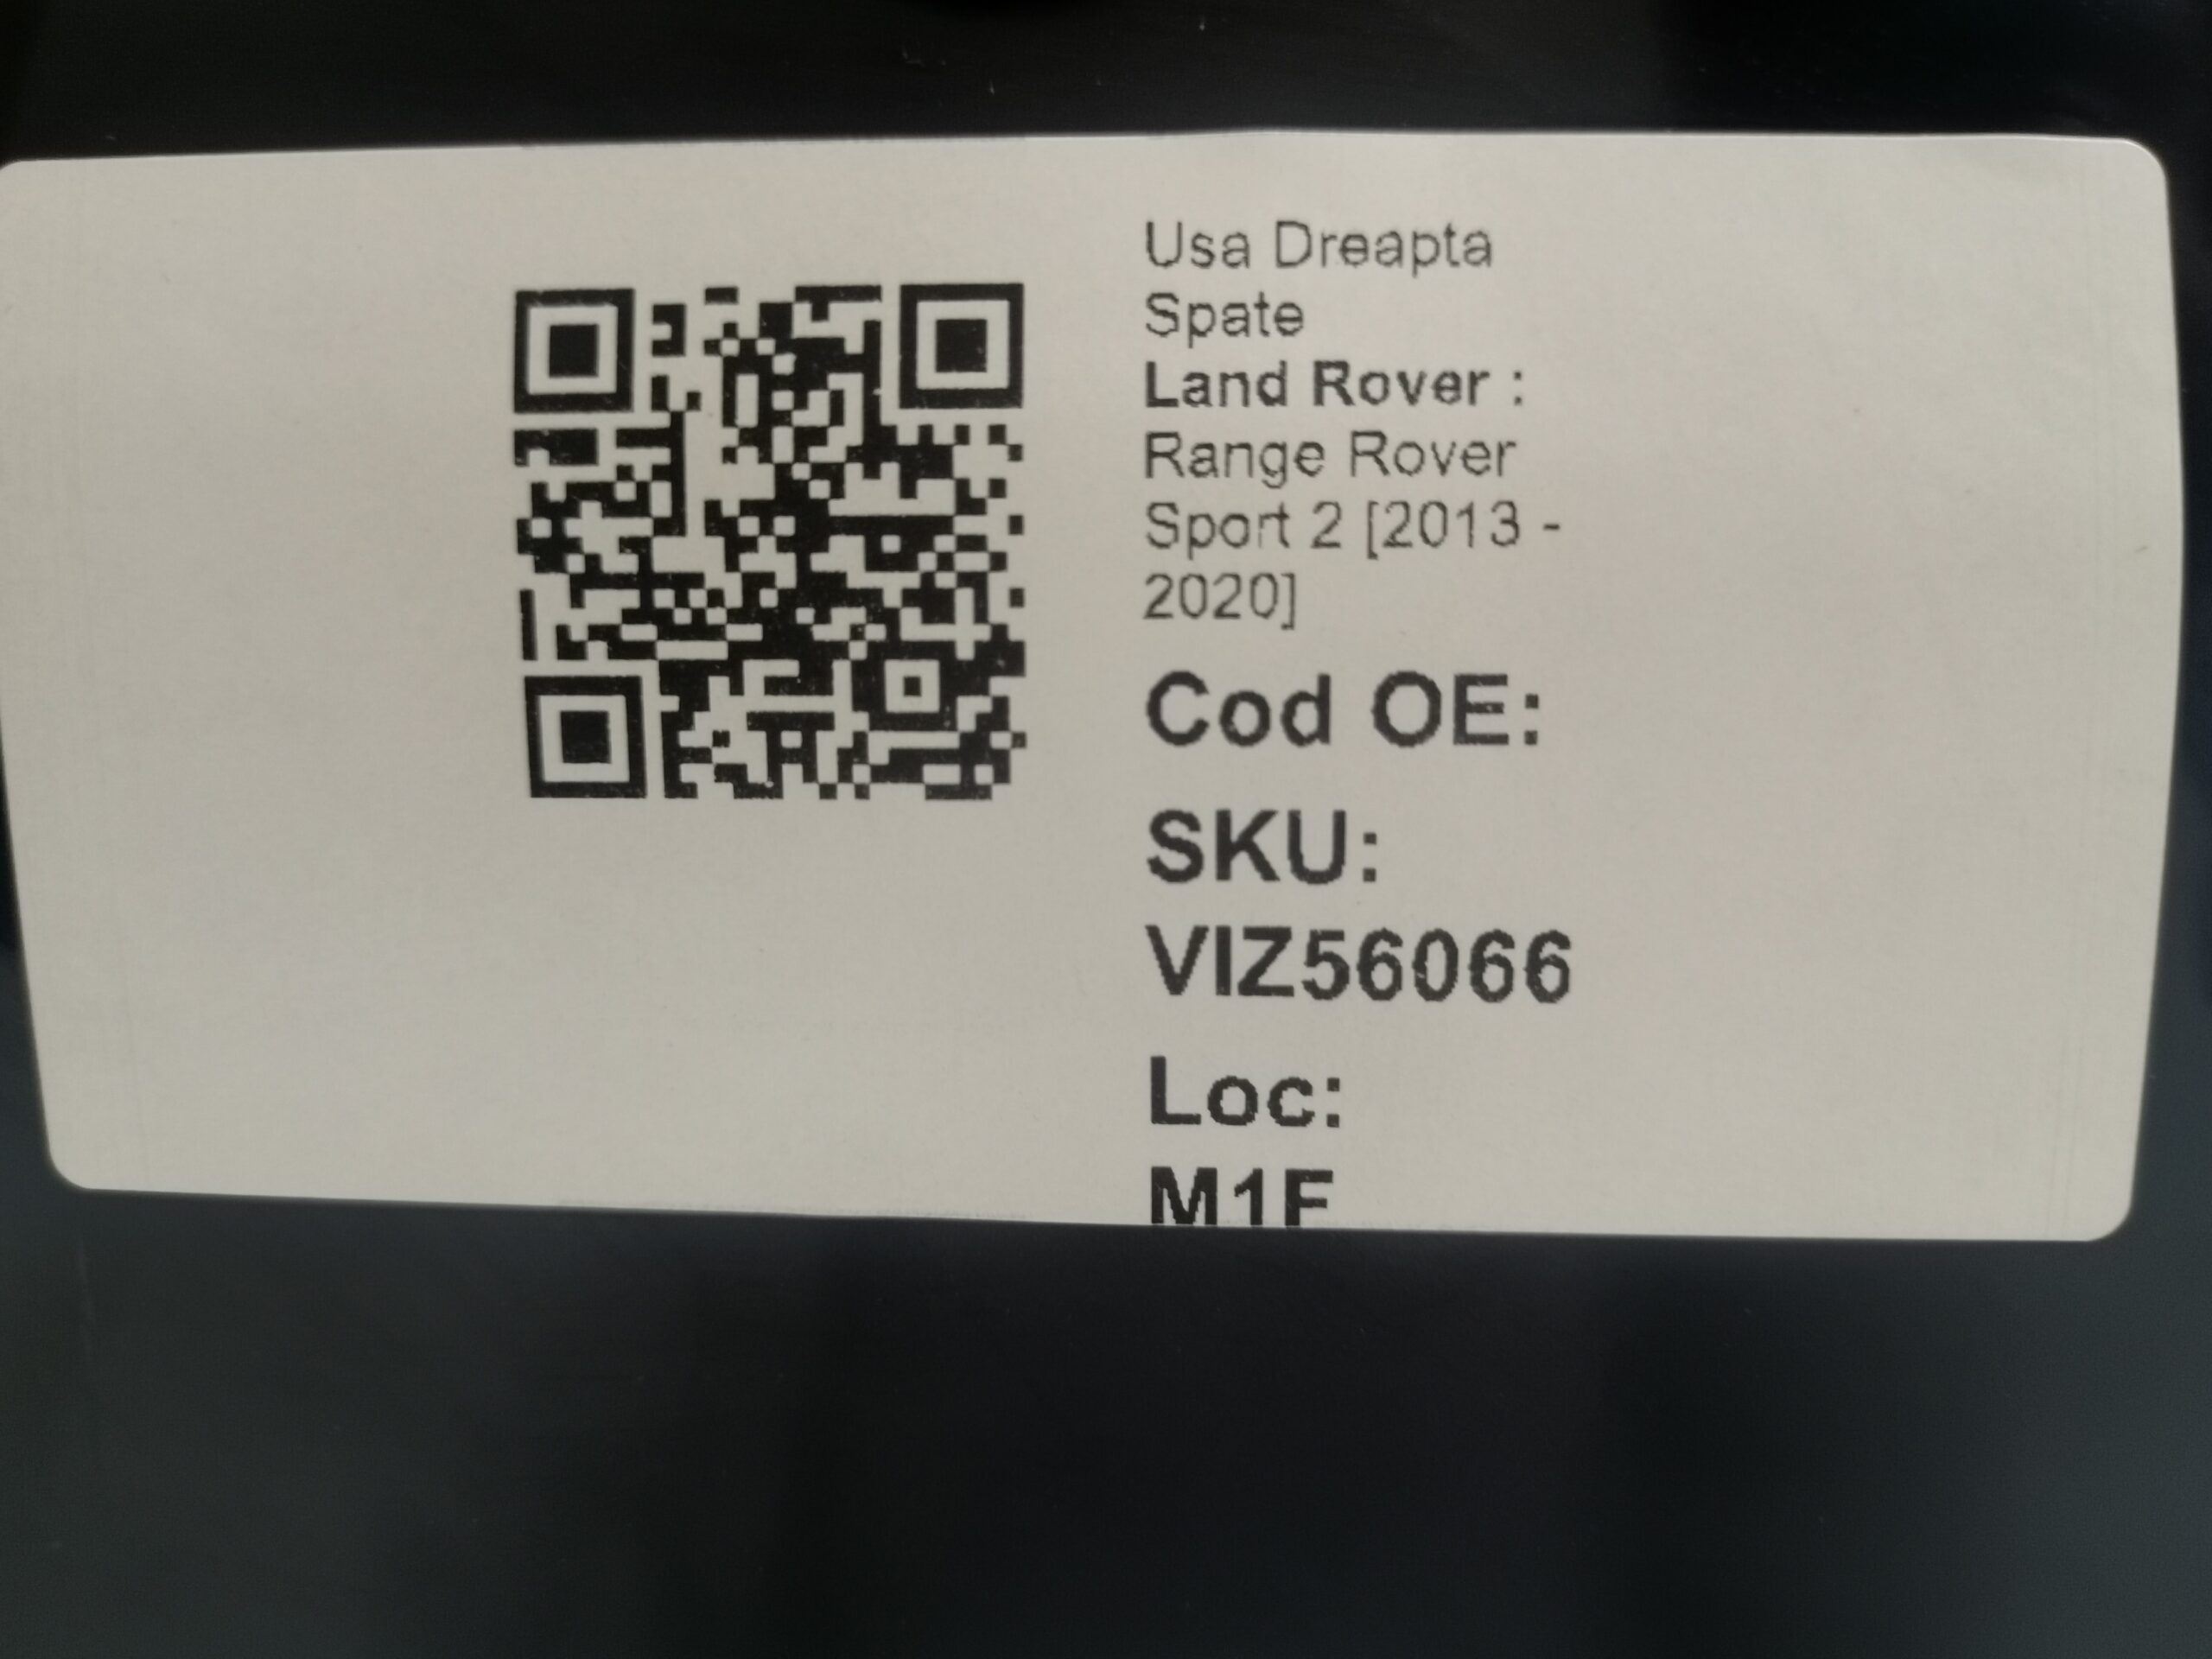 Usa Dreapta
Spate
Land Rover :
Range Rover
Sport 2 [2013 -
2020]
Cod OE:
SKU:
VIZ56066
Loc: